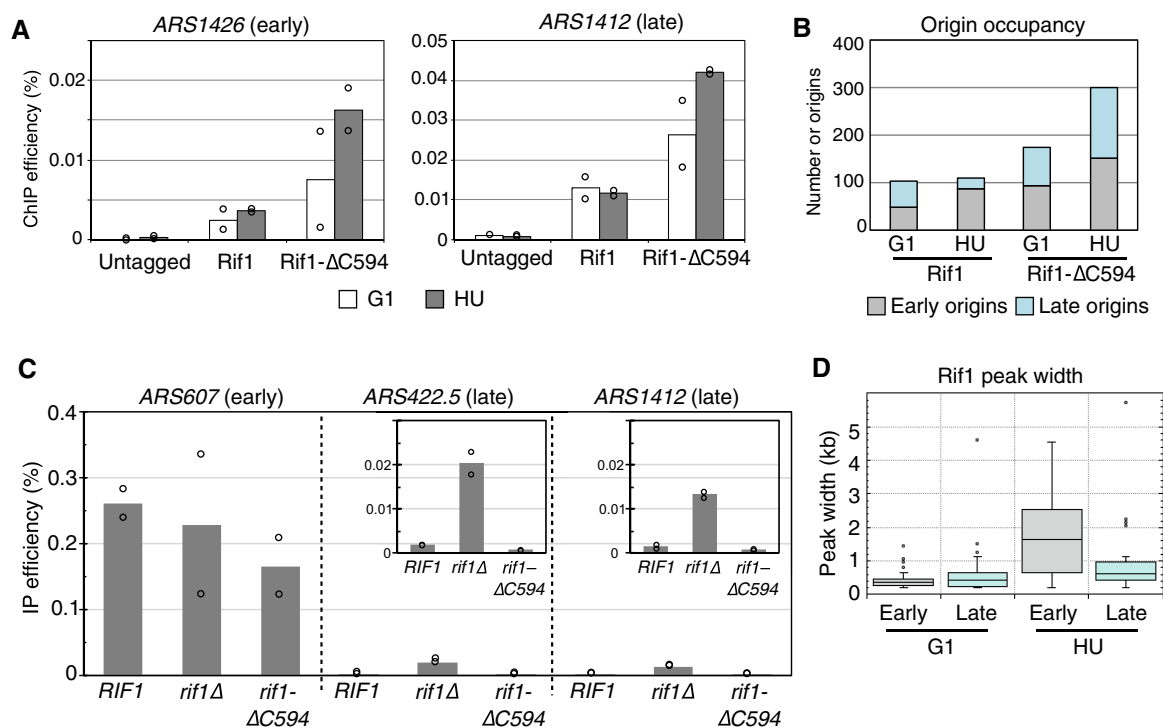 A
ARS1426 (early)
ChIP efficiency (%)
0.02
0.01
0
Untagged Rif1 Rif1-ΔC594
ARS1412 (late)
0.05
0.04
0.03
0.02
0.01
0
Untagged Rif1 Rif1-ΔC594
G1 HU
B
Origin occupancy
Number or origins
400
300
200
100
0
G1 HU G1 HU
Rif1 Rif1-ΔC594
Early origins Late origins
C
ARS607 (early) ARS422.5 (late) ARS1412 (late)
IP efficiency (%)
0.4
0.3
0.2
0.1
0
0.02
0.01
0
RIF1 rif1Δ rif1–
ΔC594
0.02
0.01
0
RIF1 rif1Δ rif1–
ΔC594
RIF1 rif1Δ rif1- RIF1 rif1Δ rif1- RIF1 rif1Δ rif1-
ΔC594 ΔC594 ΔC594
D
Rif1 peak width
Peak width (kb)
5
4
3
2
1
0
Early Late Early Late
G1 HU